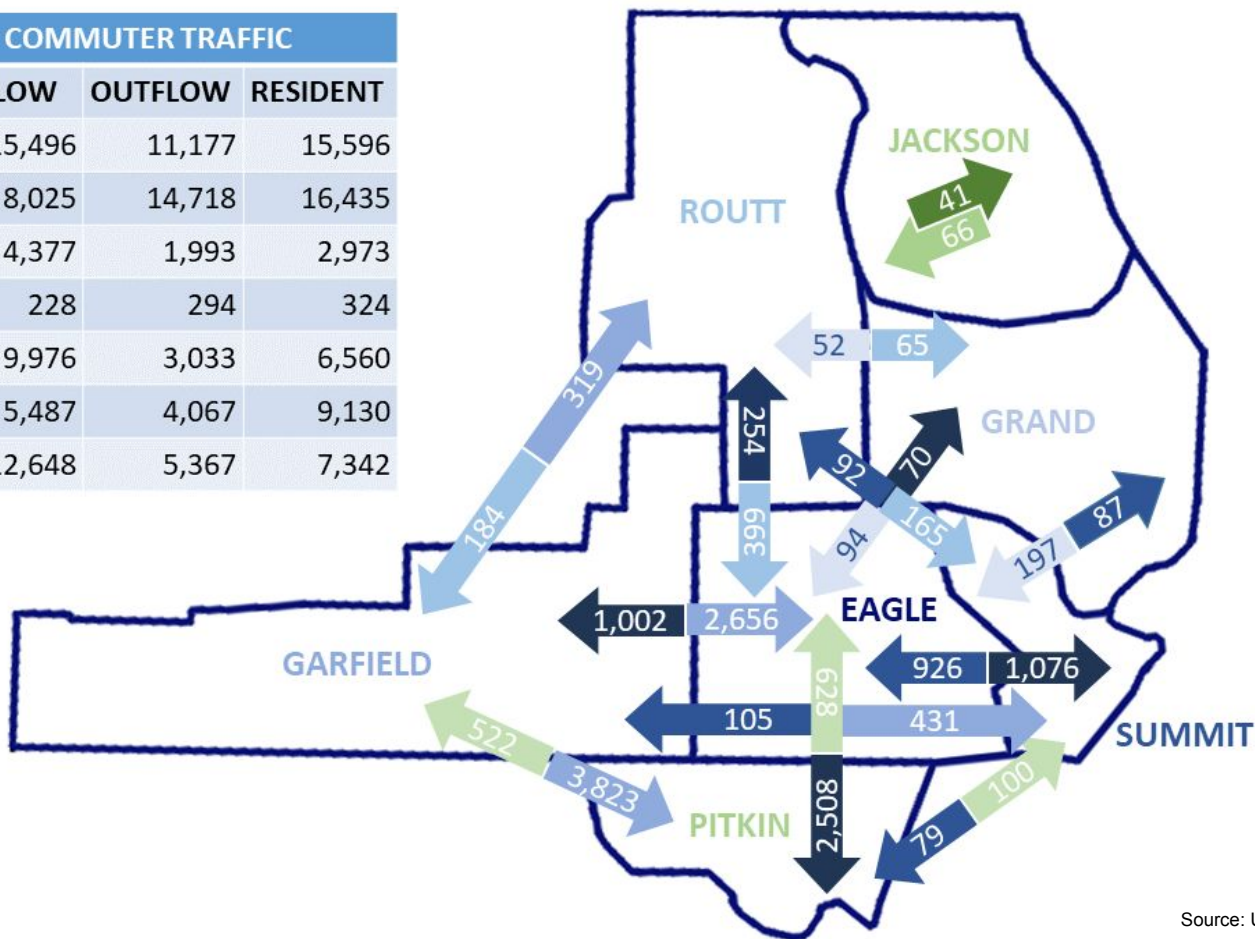 COMMUTER TRAFFIC
LOW OUTFLOW RESIDENT
5,496 11,177 15,596
8,025 14,718 16,435
4,377 1,993 2,973
228 294 324
9,976 3,033 6,560
5,487 4,067 9,130
2,648 5,367 7,342
JACKSON
41
66
ROUTT
52 65
319
184
254
399
GRAND
70
94
92
165
87
197
EAGLE
1,002 2,656
GARFIELD
926 1,076
628
105 431
SUMMIT
522
3,823
PITKIN
2,508
100
79
Source: U